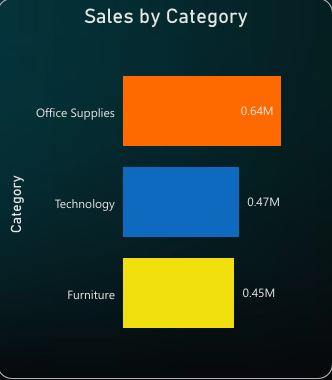 Sales by Category
Category
Office Supplies
0.64M
Technology
0.47M
Furniture
0.45M